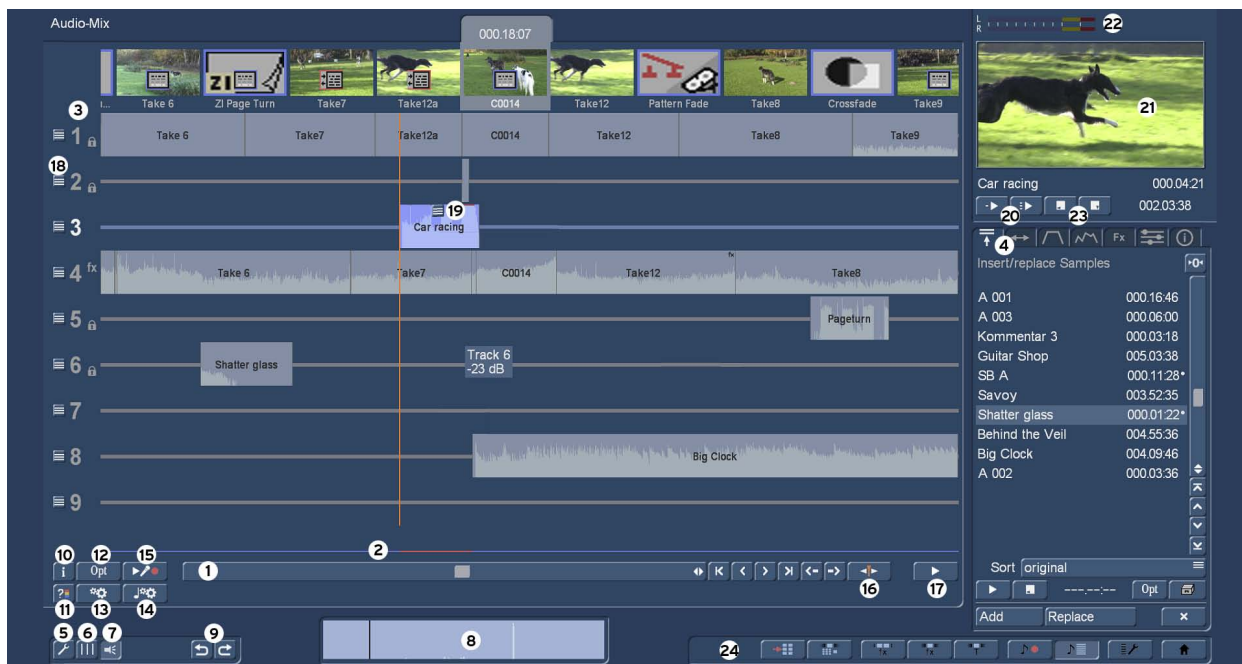 Audio-Mix
000.18:07
L
R
22
ZI
... Take 6 ZI Page Turn Take7 Take12a C0014 Take12 Pattern Fade Take8 Crossfade Take9
3
1 Take 6 Take7 Take12a C0014 Take12 Take8 Take9
18
2
3 19
Car racing
4 fx Take 6 Take7 C0014 Take12 fx Take8
5 Pageturn
6 Shatter glass Track 6
-23 dB
7
8 Big Clock
9
2
10 12 15
i Opt 1
16 17
?
11 13 14
5 6 7 9
8
21
Car racing 000.04:21
20 23 002.03:38
4 Fx
Insert/replace Samples
0
A 001 000.16:46
A 003 000.06:00
Kommentar 3 000.03:18
Guitar Shop 005.03:38
SB A 000.11:28•
Savoy 003.52:35
Shatter glass 000.01:22•
Behind the Veil 004.55:36
Big Clock 004.09:46
A 002 000.03:36
Sort original
---.--:-- Opt
Add Replace x
24 fx fx T